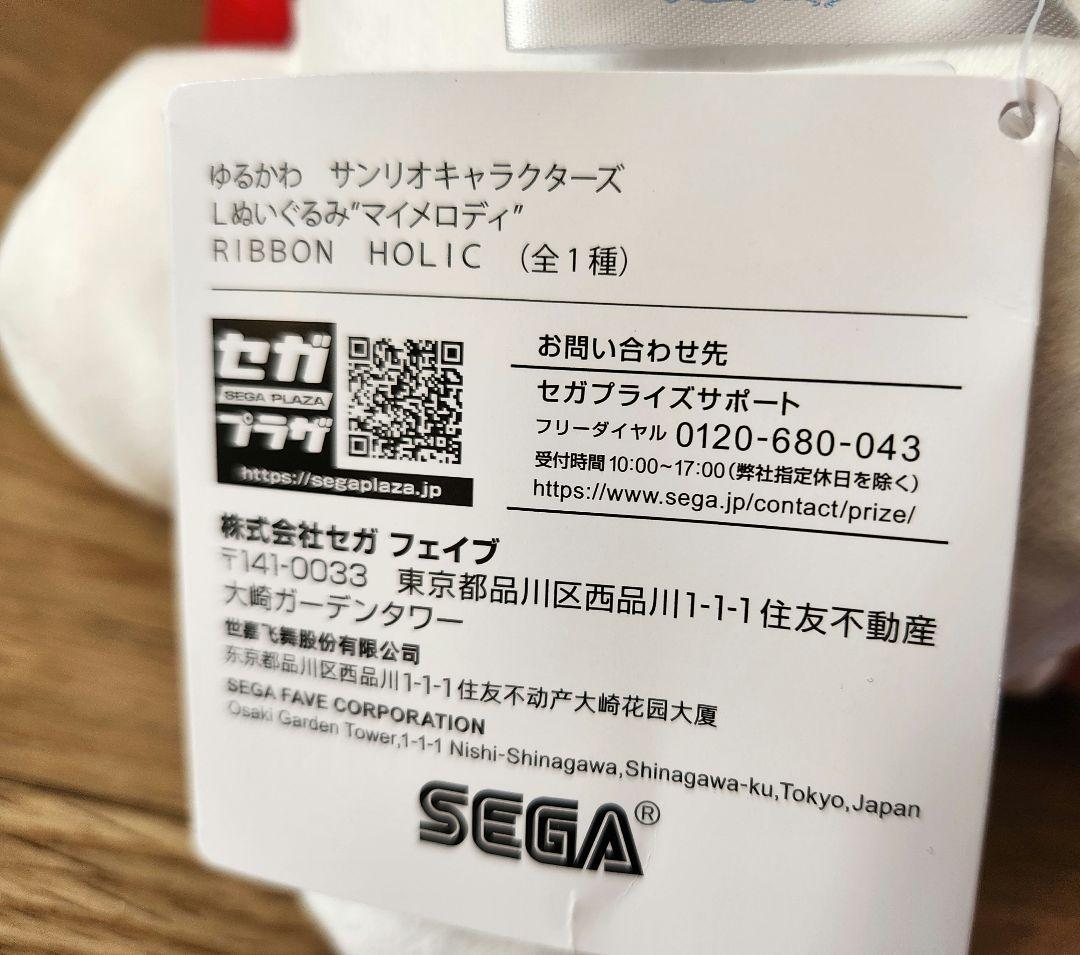 ゆるかわ　サンリオキャラクターズ
Lぬいぐるみ"マイメロディ"
RIBBON　HOLIC　（全1種）
セガ
SEGA PLAZA
プラザ
https://segaplaza.jp
お問い合わせ先
セガプライズサポート
フリーダイヤル 0120-680-043
受付時間 10:00~17:00（弊社指定休日を除く）
https://www.sega.jp/contact/prize/
株式会社セガ フェイブ
〒141-0033　東京都品川区西品川1-1-1住友不動産
大崎ガーデンタワー
世嘉飞舞股份有限公司
东京都品川区西品川1-1-1住友不动产大崎花园大厦
SEGA FAVE CORPORATION
Osaki Garden Tower,1-1-1 Nishi-Shinagawa,Shinagawa-ku,Tokyo,Japan
SEGA®